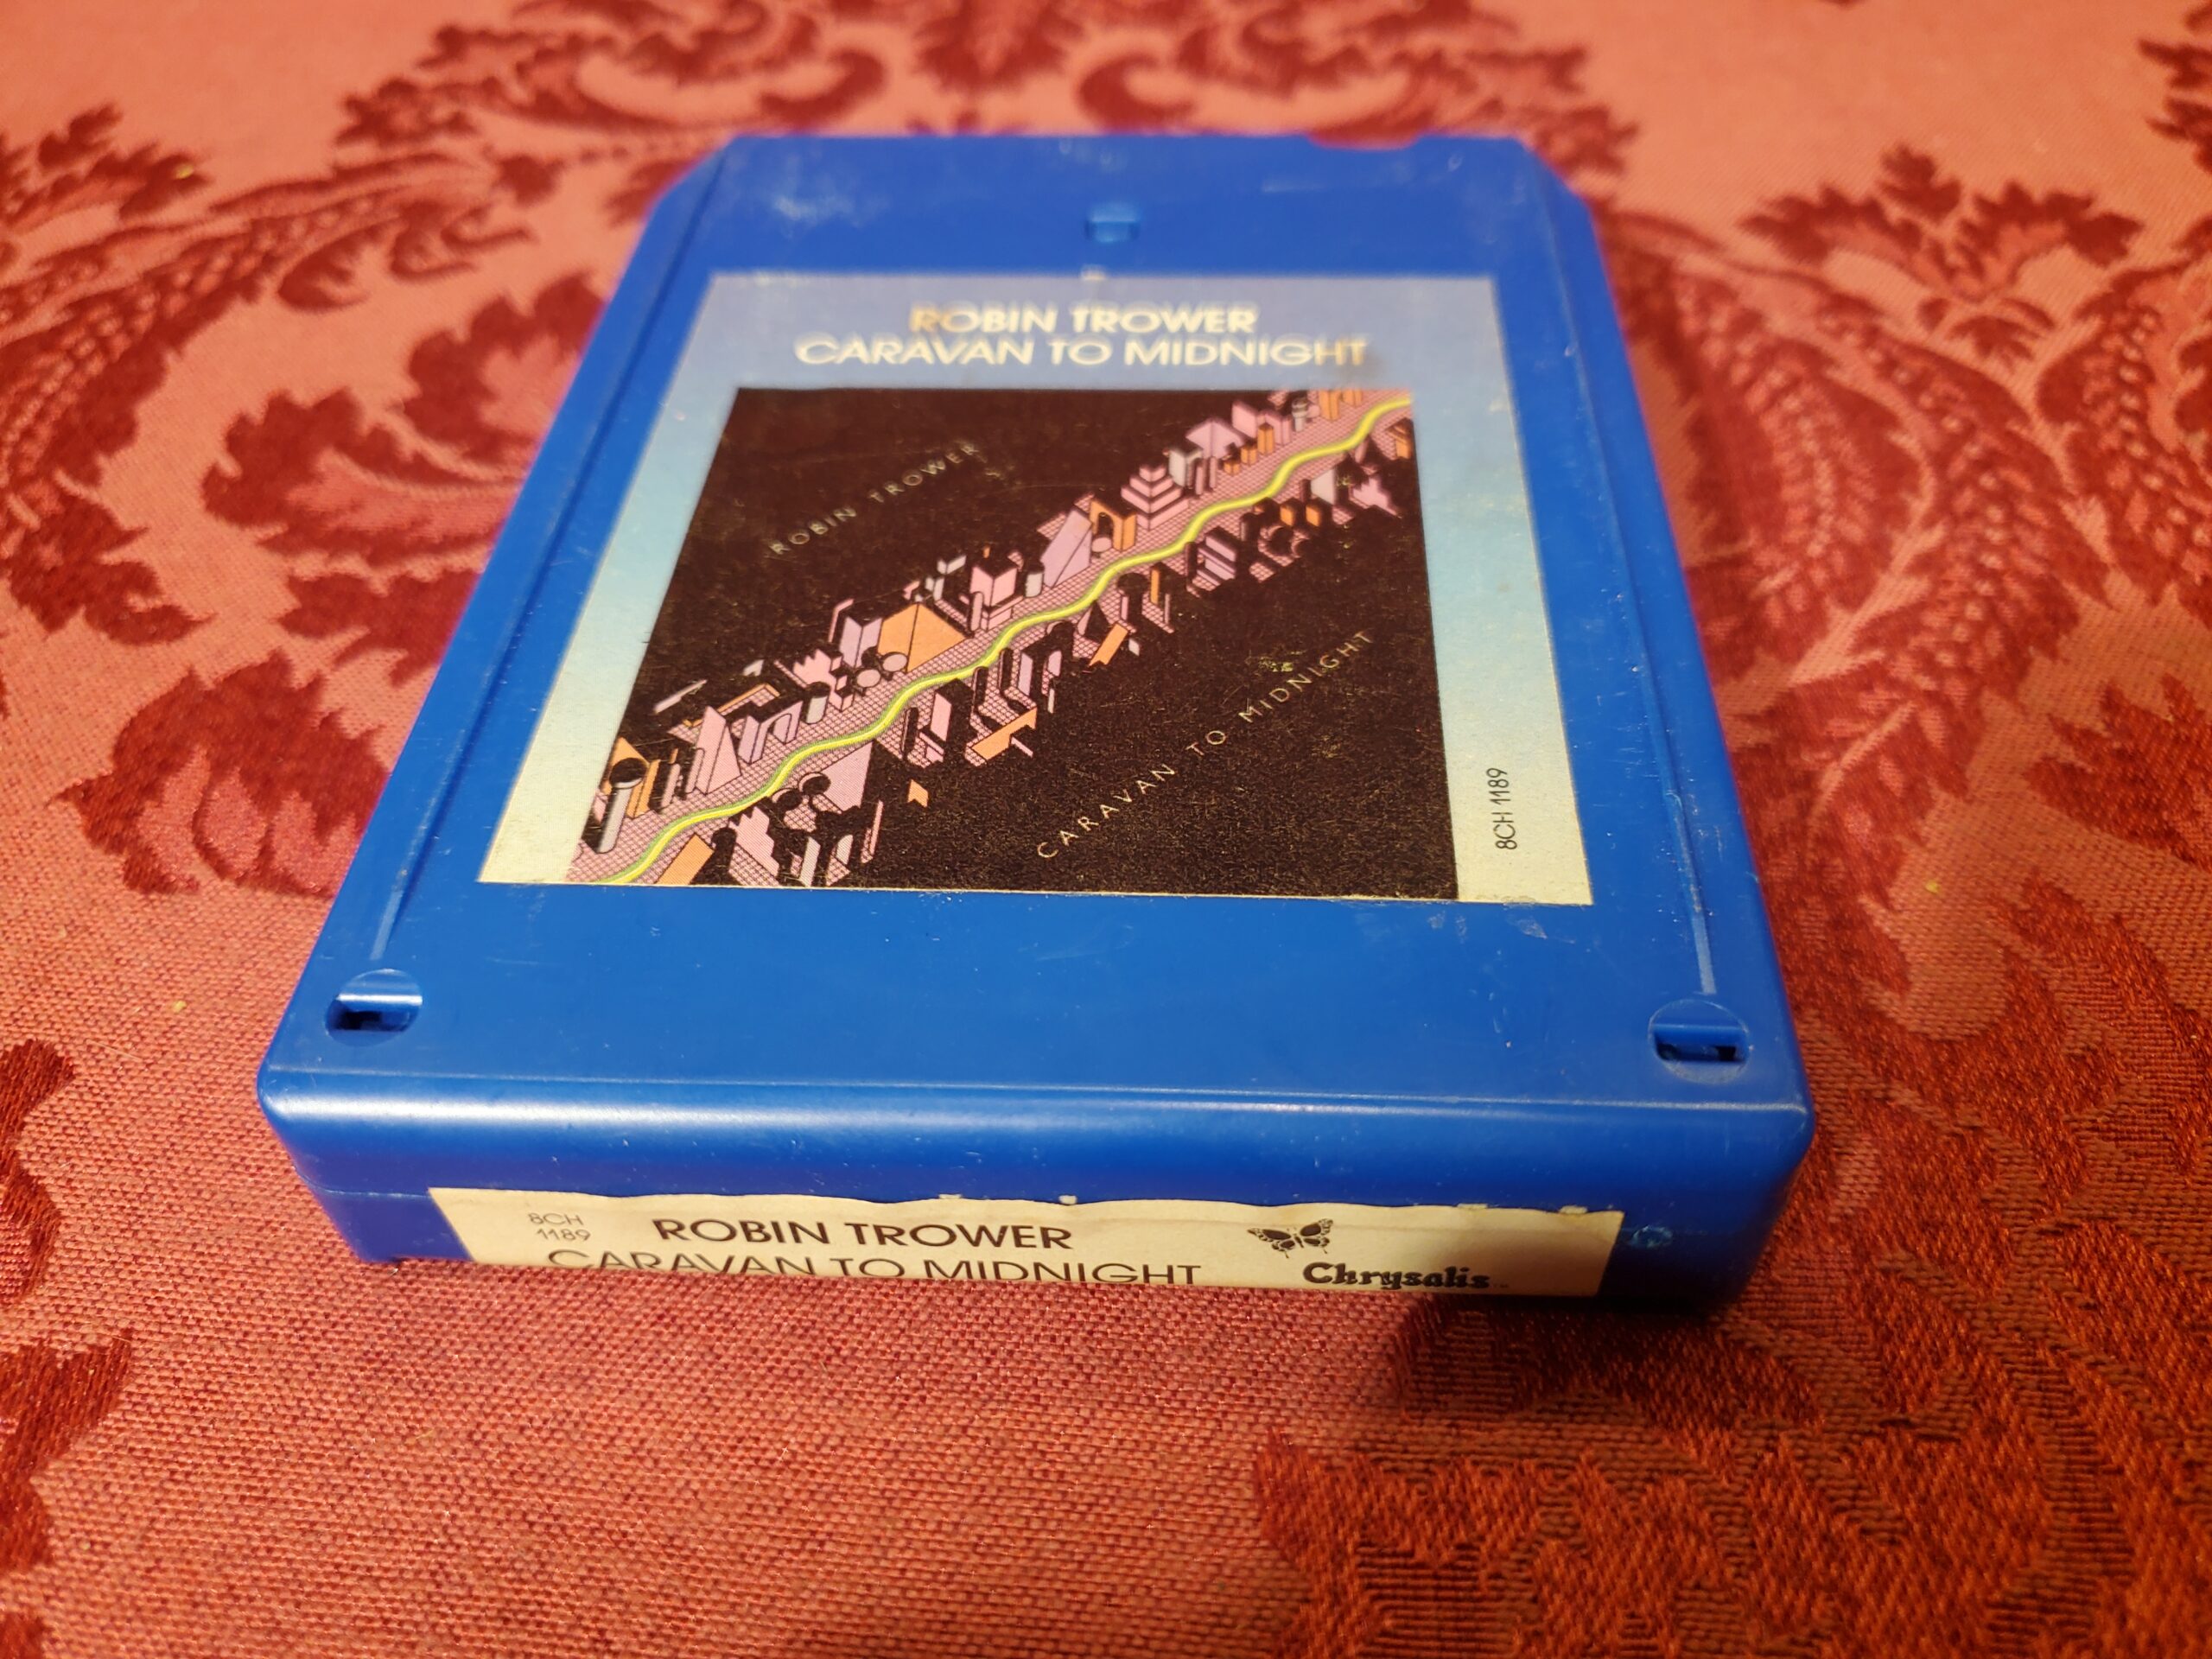 ROBIN TROWER
CARAVAN TO MIDNIGHT
ROBIN TROWER
CARAVAN TO MIDNIGHT
8CH 1189
8CH
1189
ROBIN TROWER
CARAVAN TO MIDNIGHT
Chrysalis